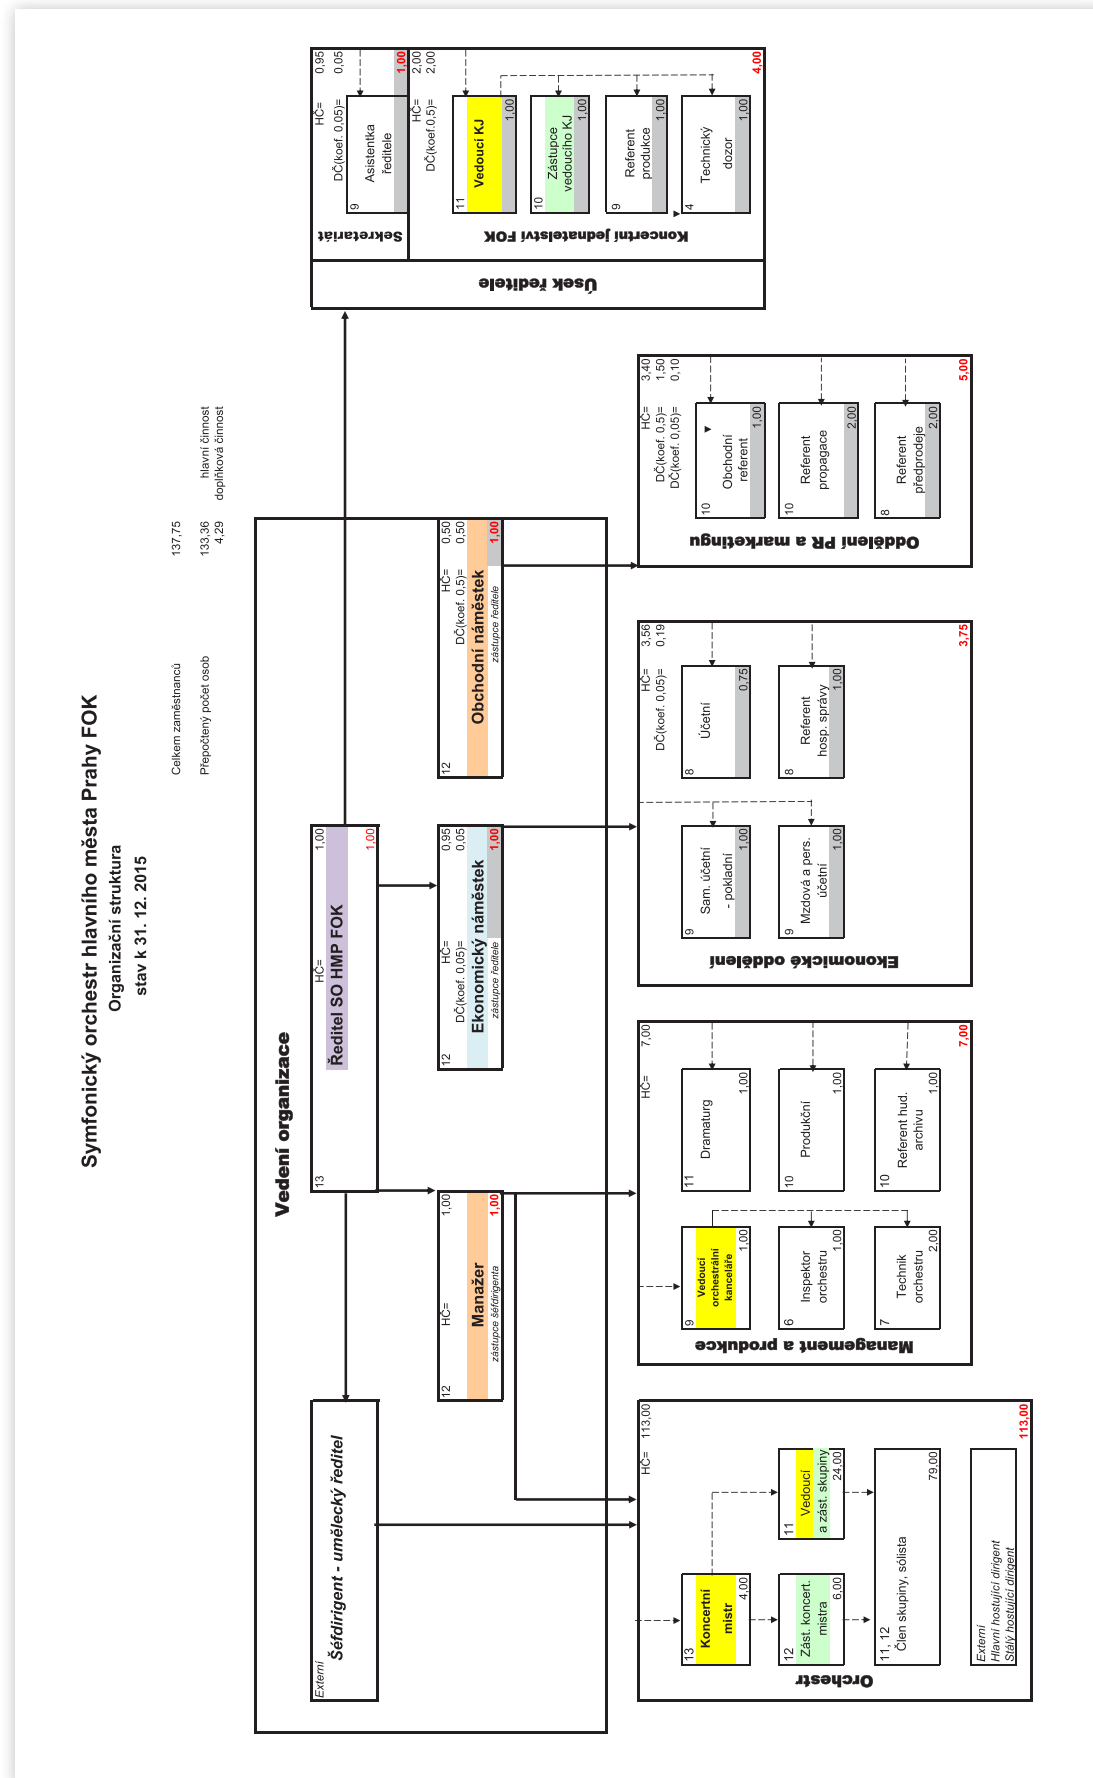 Symfonický orchestr hlavního města Prahy FOK
Organizační struktura
stav k 31. 12. 2015
Celkem zaměstnanců 137,75
Přepočtený počet osob 133,36 hlavní činnost
4,29 doplňková činnost
Vedení organizace
Externí
Šéfdirigent - umělecký ředitel
HČ= 1,00
Ředitel SO HMP FOK
13
1,00
HČ= 1,00
12
Manažer
zástupce šéfdirigenta
1,00
HČ= 0,95
DČ(koef. 0,05)= 0,05
12
Ekonomický náměstek
zástupce ředitele
1,00
HČ= 0,50
DČ(koef. 0,5)= 0,50
12
Obchodní náměstek
zástupce ředitele
1,00
Úsek ředitele
Sekretariát
HČ= 0,95
DČ(koef. 0,05)= 0,05
9
Asistentka
ředitele
1,00
Koncertní jednatelství FOK
HČ= 2,00
DČ(koef.0,5)= 2,00
11
Vedoucí KJ
1,00
10
Zástupce
vedoucího KJ
1,00
9
Referent
produkce
1,00
4
Technický
dozor
1,00
4,00
Orchestr
HČ= 113,00
13
Koncertní
mistr
4,00
12
Zást. koncert.
mistra
6,00
11
Vedoucí
a zást. skupiny
24,00
11, 12
Člen skupiny, sólista
79,00
Externí
Hlavní hostující dirigent
Stálý hostující dirigent
113,00
Management a produkce
HČ= 7,00
9
Vedoucí
orchestrální
kanceláře
1,00
11
Dramaturg
1,00
6
Inspektor
orchestru
1,00
10
Produkční
1,00
7
Technik
orchestru
2,00
10
Referent hud.
archivu
1,00
7,00
Ekonomické oddělení
HČ= 3,56
DČ(koef. 0,05)= 0,19
9
Sam. účetní
- pokladní
1,00
8
Účetní
0,75
9
Mzdová a pers.
účetní
1,00
8
Referent
hosp. správy
1,00
3,75
Oddělení PR a marketingu
HČ= 3,40
DČ(koef. 0,5)= 1,50
DČ(koef. 0,05)= 0,10
10
Obchodní
referent
1,00
10
Referent
propagace
2,00
8
Referent
předprodeje
2,00
5,00